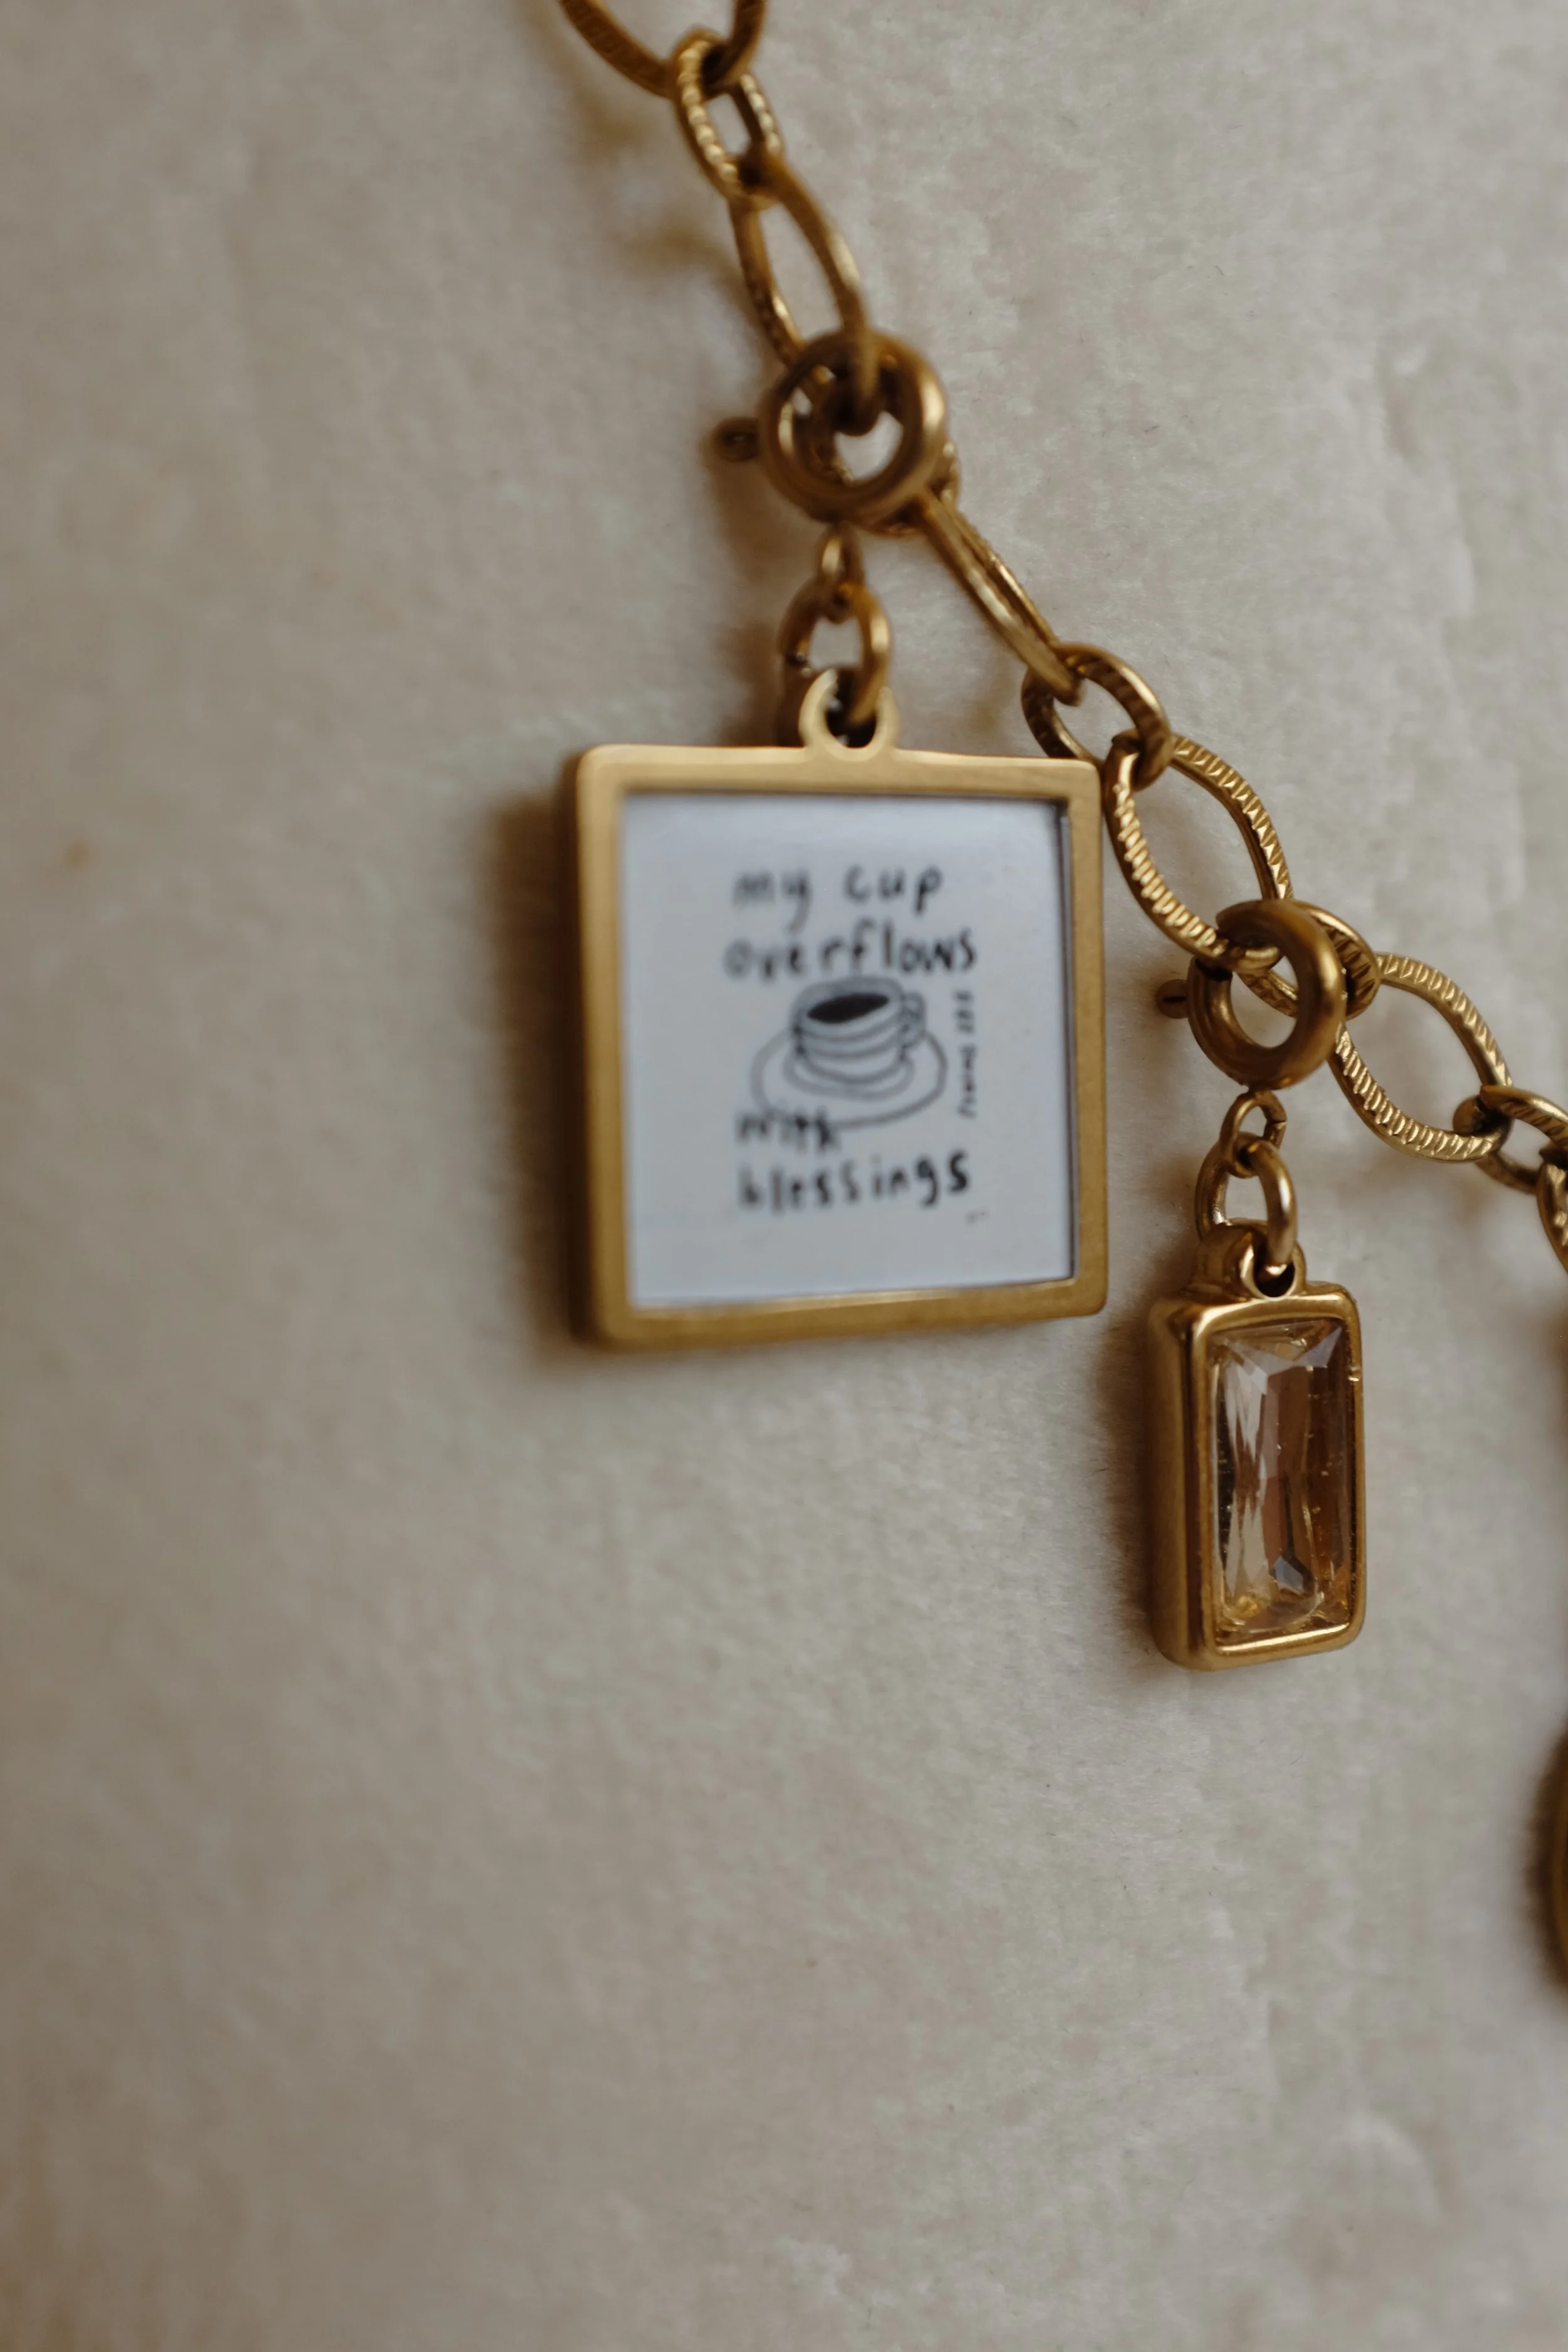 my cup
overflows
with
blessings